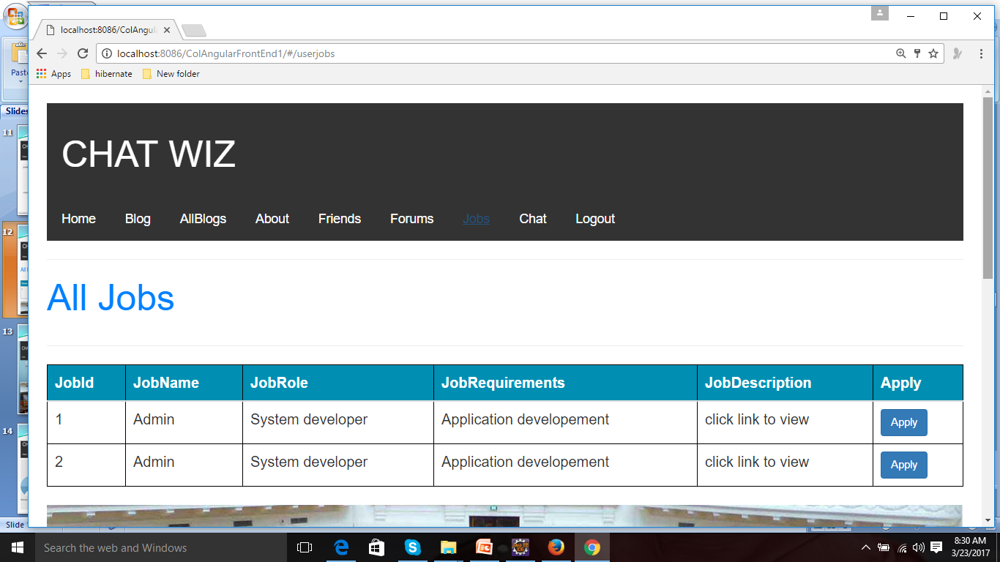 localhost:8086/ColAngul
localhost:8086/ColAngularFrontEnd1/#/userjobs
Apps hibernate New folder
Paste
Slides
11
12
13
14
CHAT WIZ
Home Blog AllBlogs About Friends Forums Jobs Chat Logout
All Jobs
JobId JobName JobRole JobRequirements JobDescription Apply
1 Admin System developer Application developement click link to view Apply
2 Admin System developer Application developement click link to view Apply
Slide
Search the web and Windows
8:30 AM
3/23/2017